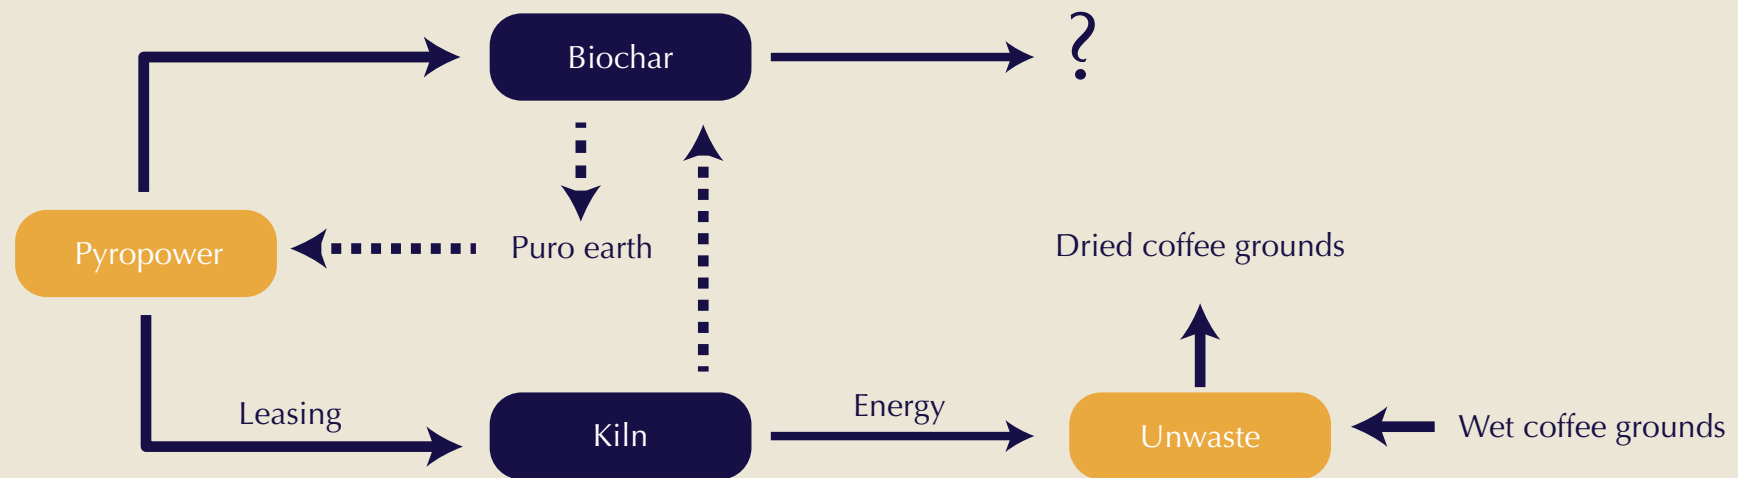 Biochar
?
Pyropower
Puro earth
Dried coffee grounds
Leasing
Kiln
Energy
Unwaste
Wet coffee grounds